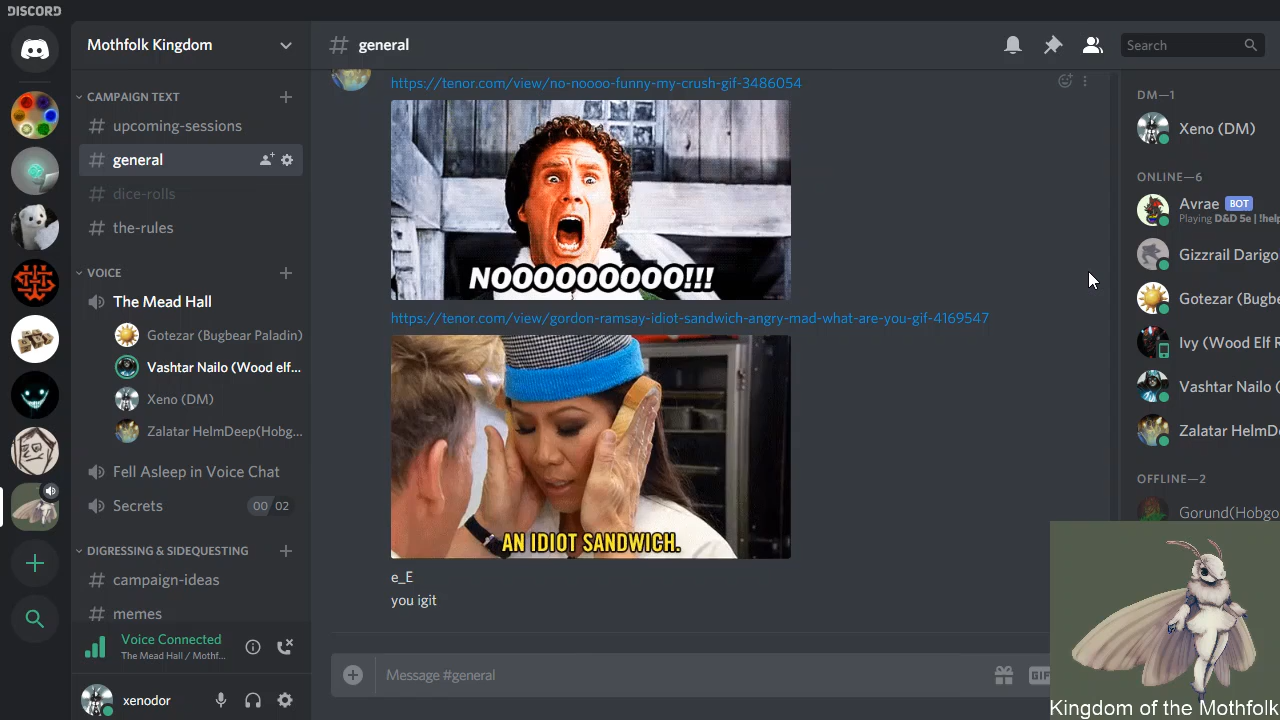 DISCORD
Mothfolk Kingdom
CAMPAIGN TEXT
# upcoming-sessions
# general
# dice-rolls
# the-rules
VOICE
The Mead Hall
Gotezar (Bugbear Paladin)
Vashtar Nailo (Wood elf...
Xeno (DM)
Zalatar HelmDeep(Hobg...
Fell Asleep in Voice Chat
Secrets 00 02
DIGRESSING & SIDEQUESTING
# campaign-ideas
# memes
Voice Connected
The Mead Hall / Mothf...
xenodor
# general
Search
https://tenor.com/view/no-noooo-funny-my-crush-gif-3486054
NOOOOOOOOO!!!
https://tenor.com/view/gordon-ramsay-idiot-sandwich-angry-mad-what-are-you-gif-4169547
AN IDIOT SANDWICH.
e_E
you igit
Message #general
GIF
DM—1
Xeno (DM)
ONLINE—6
Avrae BOT
Playing D&D 5e | !help
Gizzrail Darigo
Gotezar (Bugbe
Ivy (Wood Elf R
Vashtar Nailo (
Zalatar HelmD
OFFLINE—2
Gorund(Hobgo
Kingdom of the Mothfolk